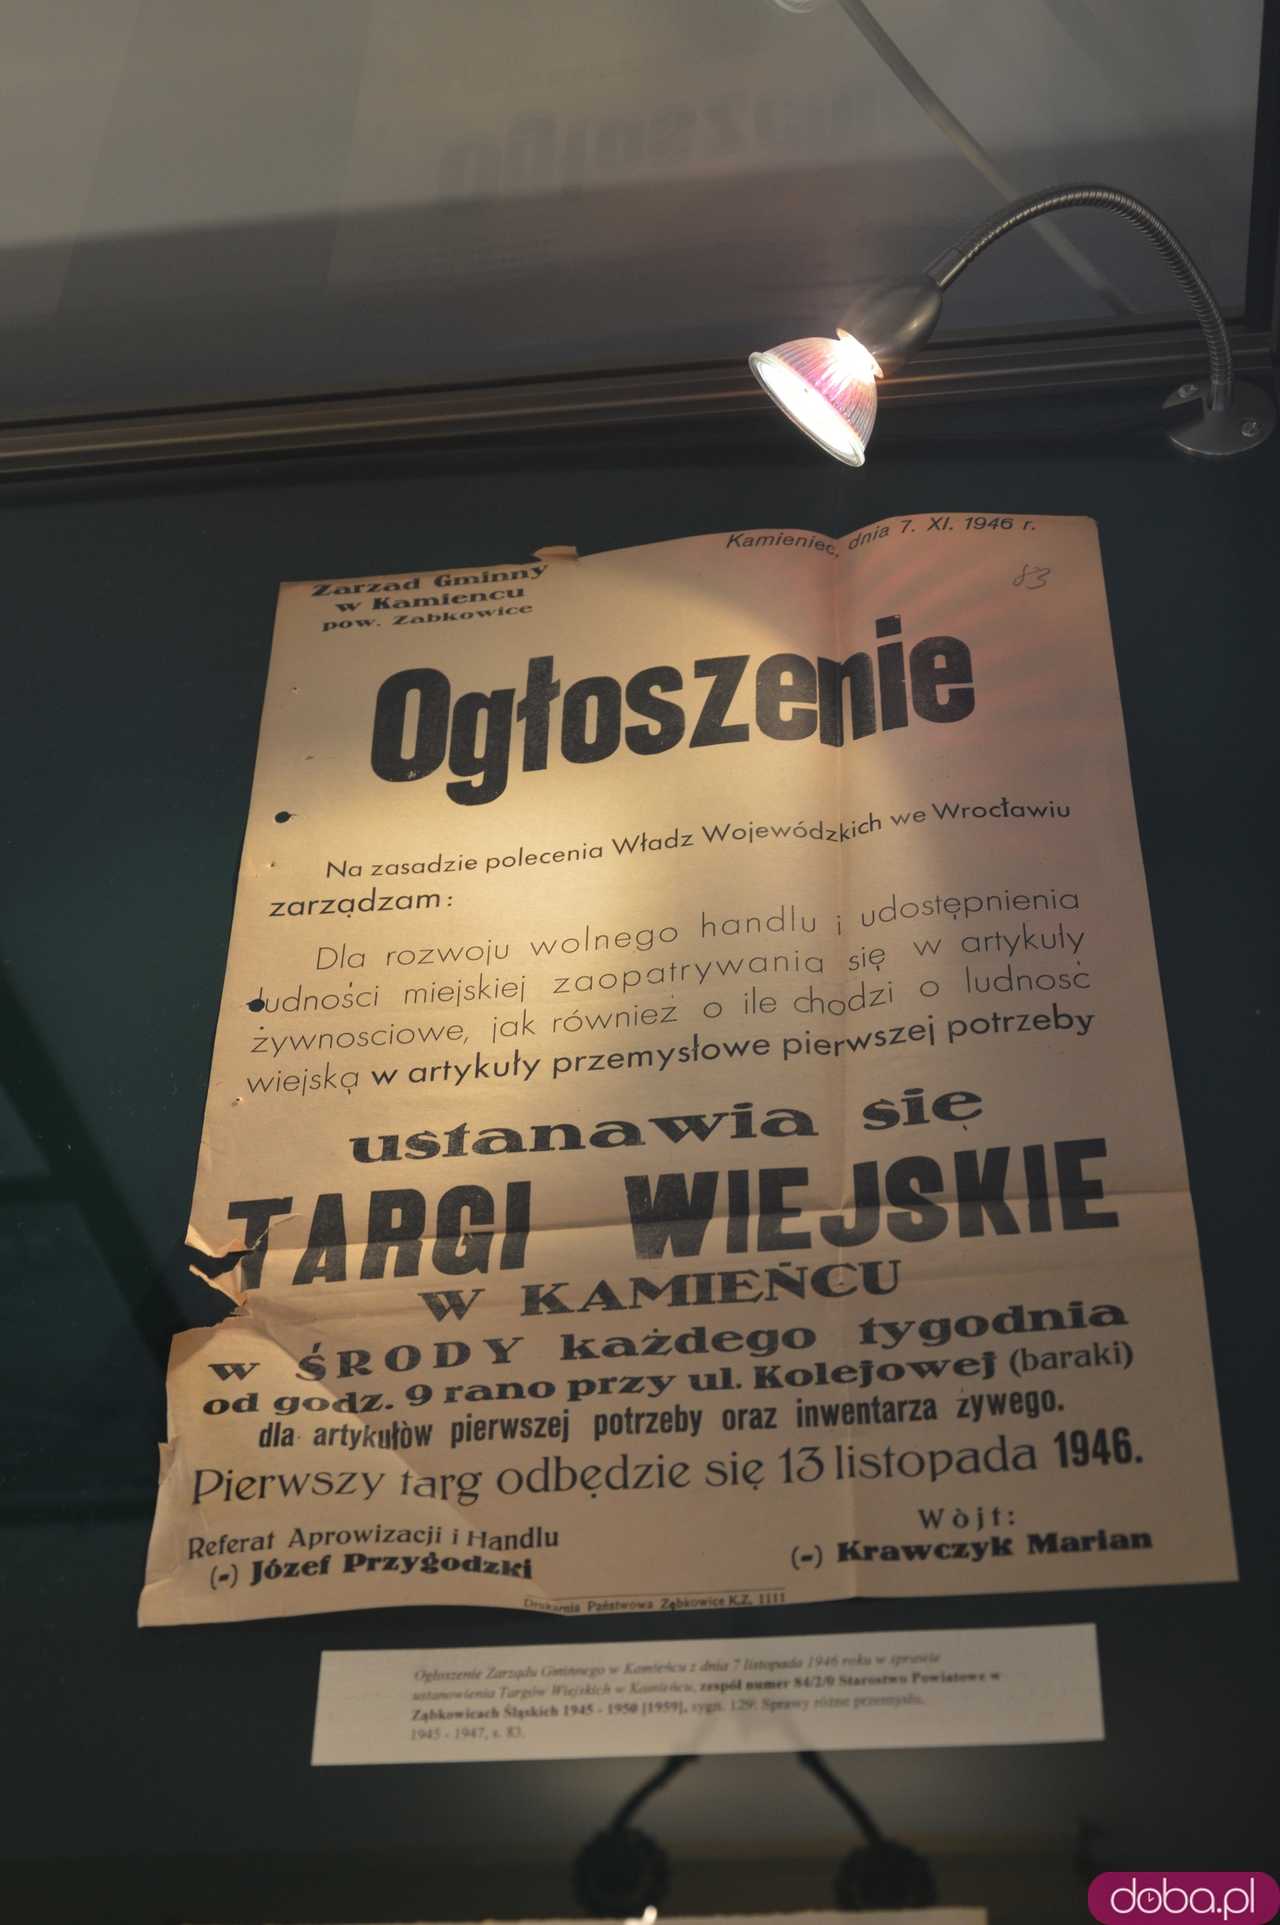 Kamieniec, dnia 7. XI. 1946 r.
83
Zarzad Gminny
w Kamiencu
pow. Zabkowice
Ogłoszenie
Na zasadzie polecenia Władz Wojewódzkich we Wrocławiu
zarządzam:
Dla rozwoju wolnego handlu i udostępnienia
ludności miejskiej zaopatrywania się w artykuły
żywnosciowe, jak również o ile chodzi o ludnosć
wiejską w artykuły przemysłowe pierwszej potrzeby
ustanawia się
TARGI WIEJSKIE
W KAMIEŃCU
w ŚRODY każdego tygodnia
od godz. 9 rano przy ul. Kolejowej (baraki)
dla artykułòw pierwszej potrzeby oraz inwentarza żywego.
Pierwszy targ odbędzie się 13 listopada 1946.
Referat Aprowizacji i Handlu
(-) Józef Przygodzki
Wòjt:
(-) Krawczyk Marian
Drukarnia Państwowa Ząbkowice K.Z. 1111
Ogłoszenie Zarządu Gminnego w Kamieńcu z dnia 7 listopada 1946 roku w sprawie
ustanowienia Targów Wiejskich w Kamieńcu, zespół numer 84/2/0 Starostwo Powiatowe w
Ząbkowicach Śląskich 1945 - 1950 [1959], sygn. 129: Sprawy różne przemysłu,
1945 - 1947, s. 83.
doba.pl